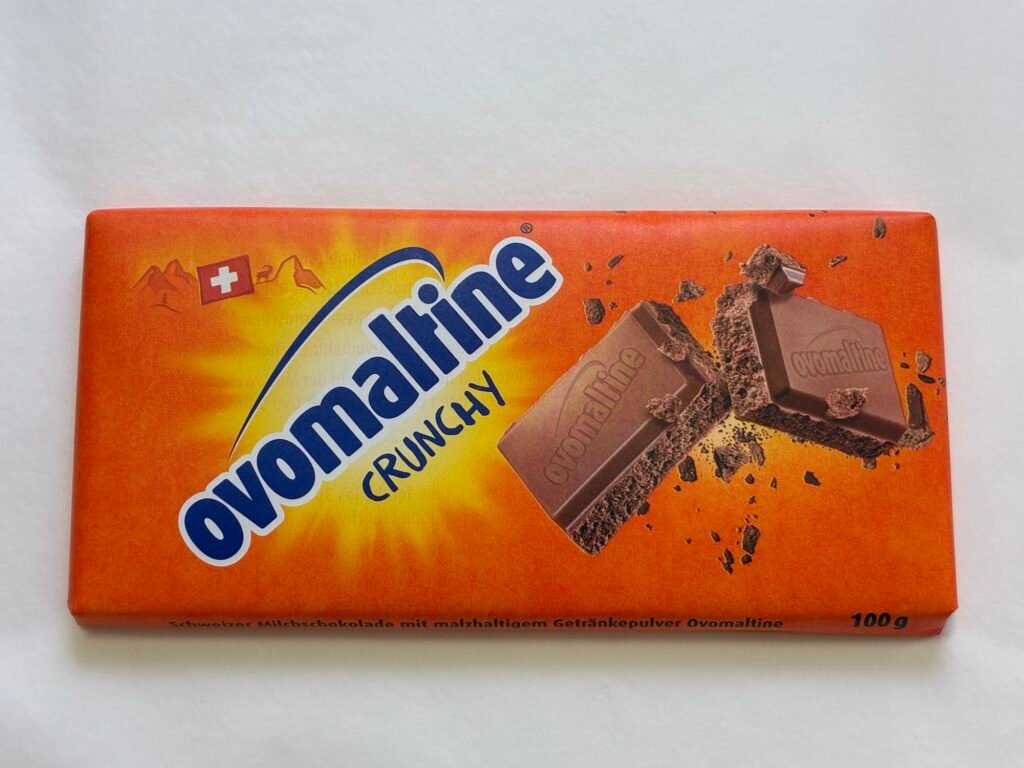 ovomaltine®
CRUNCHY
ovomaltine
ovomaltine
Schweizer Milchschokolade mit malzhaltigem Getränkepulver Ovomaltine
100 g